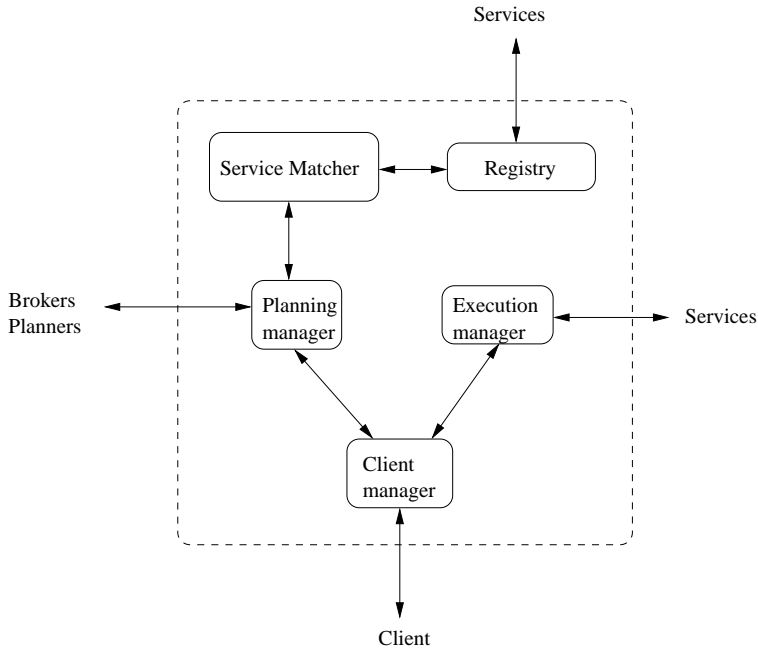 Services
Service Matcher
Registry
Brokers
Planners
Planning
manager
Execution
manager
Services
Client
manager
Client